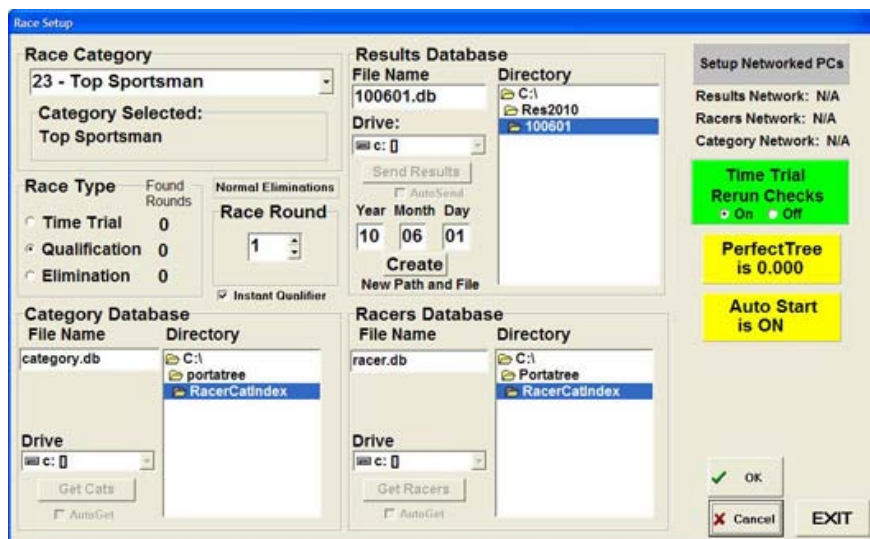 Race Setup
Race Category
23 - Top Sportsman
Category Selected:
Top Sportsman
Race Type
Found
Rounds
Time Trial 0
Qualification 0
Elimination 0
Normal Eliminations
Race Round
1
Instant Qualifier
Results Database
File Name
100601.db
Drive:
c: []
Send Results
AutoSend
Year Month Day
10 06 01
Create
New Path and File
Directory
C:\
Res2010
100601
Setup Networked PCs
Results Network: N/A
Racers Network: N/A
Category Network: N/A
Time Trial
Rerun Checks
On Off
PerfectTree
is 0.000
Auto Start
is ON
Category Database
File Name
category.db
Drive
c: []
Get Cats
AutoGet
Directory
C:\
portatree
RacerCatIndex
Racers Database
File Name
racer.db
Drive
c: []
Get Racers
AutoGet
Directory
C:\
Portatree
RacerCatIndex
OK
Cancel
EXIT